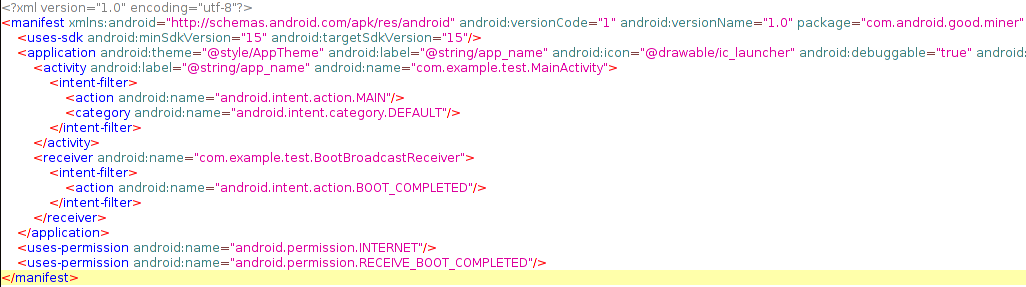 <?xml version="1.0" encoding="utf-8"?>
<manifest xmlns:android="http://schemas.android.com/apk/res/android" android:versionCode="1" android:versionName="1.0" package="com.android.good.miner"
<uses-sdk android:minSdkVersion="15" android:targetSdkVersion="15"/>
<application android:theme="@style/AppTheme" android:label="@string/app_name" android:icon="@drawable/ic_launcher" android:debuggable="true" android:
<activity android:label="@string/app_name" android:name="com.example.test.MainActivity">
<intent-filter>
<action android:name="android.intent.action.MAIN"/>
<category android:name="android.intent.category.DEFAULT"/>
</intent-filter>
</activity>
<receiver android:name="com.example.test.BootBroadcastReceiver">
<intent-filter>
<action android:name="android.intent.action.BOOT_COMPLETED"/>
</intent-filter>
</receiver>
</application>
<uses-permission android:name="android.permission.INTERNET"/>
<uses-permission android:name="android.permission.RECEIVE_BOOT_COMPLETED"/>
</manifest>